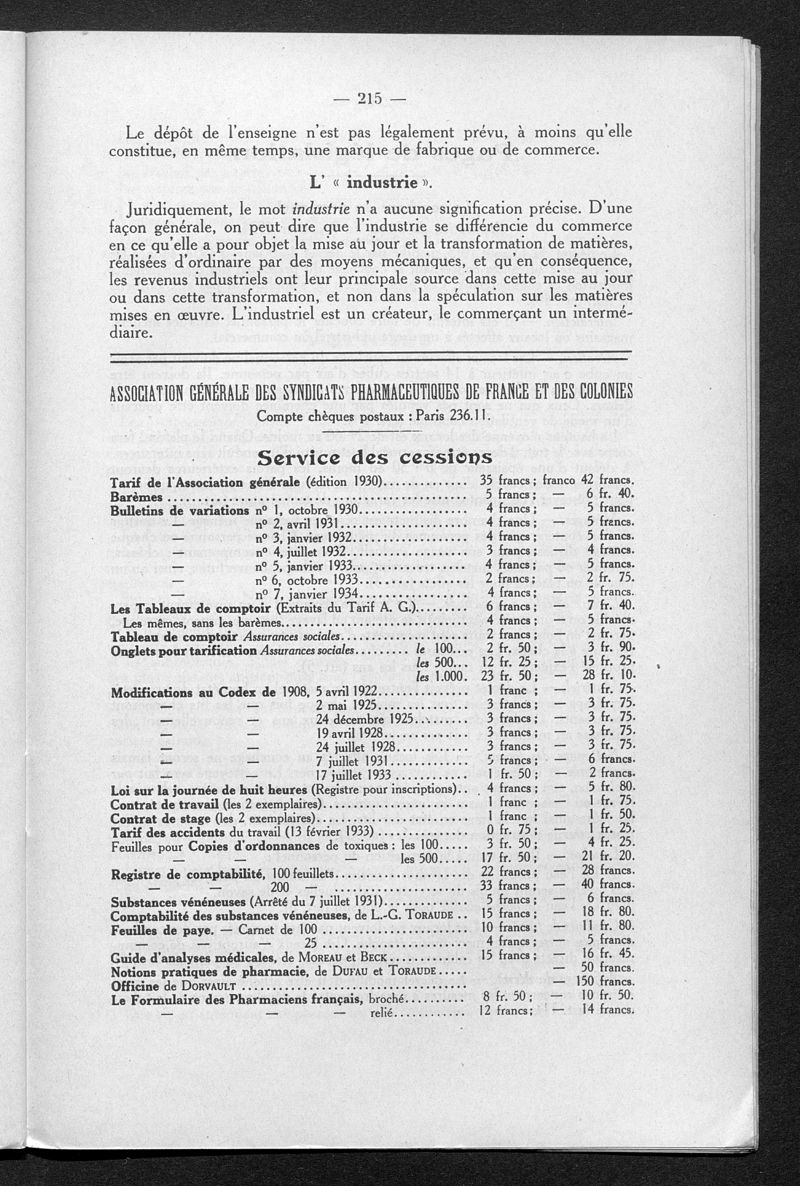 — 215 —
Le dépôt de l'enseigne n'est pas légalement prévu, à moins qu'elle
constitue, en même temps, une marque de fabrique ou de commerce.
L' « industrie ».
Juridiquement, le mot industrie n'a aucune signification précise. D'une
façon générale, on peut dire que l'industrie se différencie du commerce
en ce qu'elle a pour objet la mise au jour et la transformation de matières,
réalisées d'ordinaire par des moyens mécaniques, et qu'en conséquence,
les revenus industriels ont leur principale source dans cette mise au jour
ou dans cette transformation, et non dans la spéculation sur les matières
mises en œuvre. L'industriel est un créateur, le commerçant un intermé-
diaire.
ASSOCIATION GÉNÉRALE DES SYNDICATS PHARMACEUTIQUES DE FRANCE ET DES COLONIES
Compte chèques postaux : Paris 236.11.
Service des cessions
Tarif de l'Association générale (édition 1930).............. 35 francs ; franco 42 francs.
Barèmes .................................................. 5 francs ; — 6 fr. 40.
Bulletins de variations nº 1, octobre 1930.................. 4 francs ; — 5 francs.
— nº 2, avril 1931..................... 4 francs ; — 5 francs.
— nº 3, janvier 1932................... 4 francs ; — 5 francs.
— nº 4, juillet 1932.................... 3 francs ; — 4 francs.
— nº 5, janvier 1933................... 4 francs ; — 5 francs.
— nº 6, octobre 1933.................. 2 francs ; — 2 fr. 75.
— nº 7, janvier 1934.................. 4 francs ; — 5 francs.
Les Tableaux de comptoir (Extraits du Tarif A. G.)......... 6 francs ; — 7 fr. 40.
Les mêmes, sans les barèmes............................... 4 francs ; — 5 francs.
Tableau de comptoir Assurances sociales..................... 2 francs ; — 2 fr. 75.
Onglets pour tarification Assurances sociales......... le 100... 2 fr. 50 ; — 3 fr. 90.
les 500... 12 fr. 25 ; — 15 fr. 25.
les 1.000. 23 fr. 50 ; — 28 fr. 10.
Modifications au Codex de 1908, 5 avril 1922............... 1 franc ; — 1 fr. 75.
— — 2 mai 1925............... 3 francs ; — 3 fr. 75.
— — 24 décembre 1925......... 3 francs ; — 3 fr. 75.
— — 19 avril 1928.............. 3 francs ; — 3 fr. 75.
— — 24 juillet 1928............ 3 francs ; — 3 fr. 75.
— — 7 juillet 1931............. 5 francs ; — 6 francs.
— — 17 juillet 1933 ............ 1 fr. 50 ; — 2 francs.
Loi sur la journée de huit heures (Registre pour inscriptions).. 4 francs ; — 5 fr. 80.
Contrat de travail (les 2 exemplaires)........................ 1 franc ; — 1 fr. 75.
Contrat de stage (les 2 exemplaires)......................... 1 franc ; — 1 fr. 50.
Tarif des accidents du travail (13 février 1933) ............... 0 fr. 75 ; — 1 fr. 25.
Feuilles pour Copies d'ordonnances de toxiques : les 100..... 3 fr. 50 ; — 4 fr. 25.
— — — les 500..... 17 fr. 50 ; — 21 fr. 20.
Registre de comptabilité, 100 feuillets...................... 22 francs ; — 28 francs.
— — 200 — ...................... 33 francs ; — 40 francs.
Substances vénéneuses (Arrêté du 7 juillet 1931).............. 5 francs ; — 6 francs.
Comptabilité des substances vénéneuses, de L.-G. TORAUDE .. 15 francs ; — 18 fr. 80.
Feuilles de paye. — Carnet de 100 ........................ 10 francs ; — 11 fr. 80.
— — — 25 ........................ 4 francs ; — 5 francs.
Guide d'analyses médicales, de MOREAU et BECK............. 15 francs ; — 16 fr. 45.
Notions pratiques de pharmacie, de DUFAU et TORAUDE..... — 50 francs.
Officine de DORVAULT ..................................... — 150 francs.
Le Formulaire des Pharmaciens français, broché.......... 8 fr. 50 ; — 10 fr. 50.
— — — relié............ 12 francs ; — 14 francs.